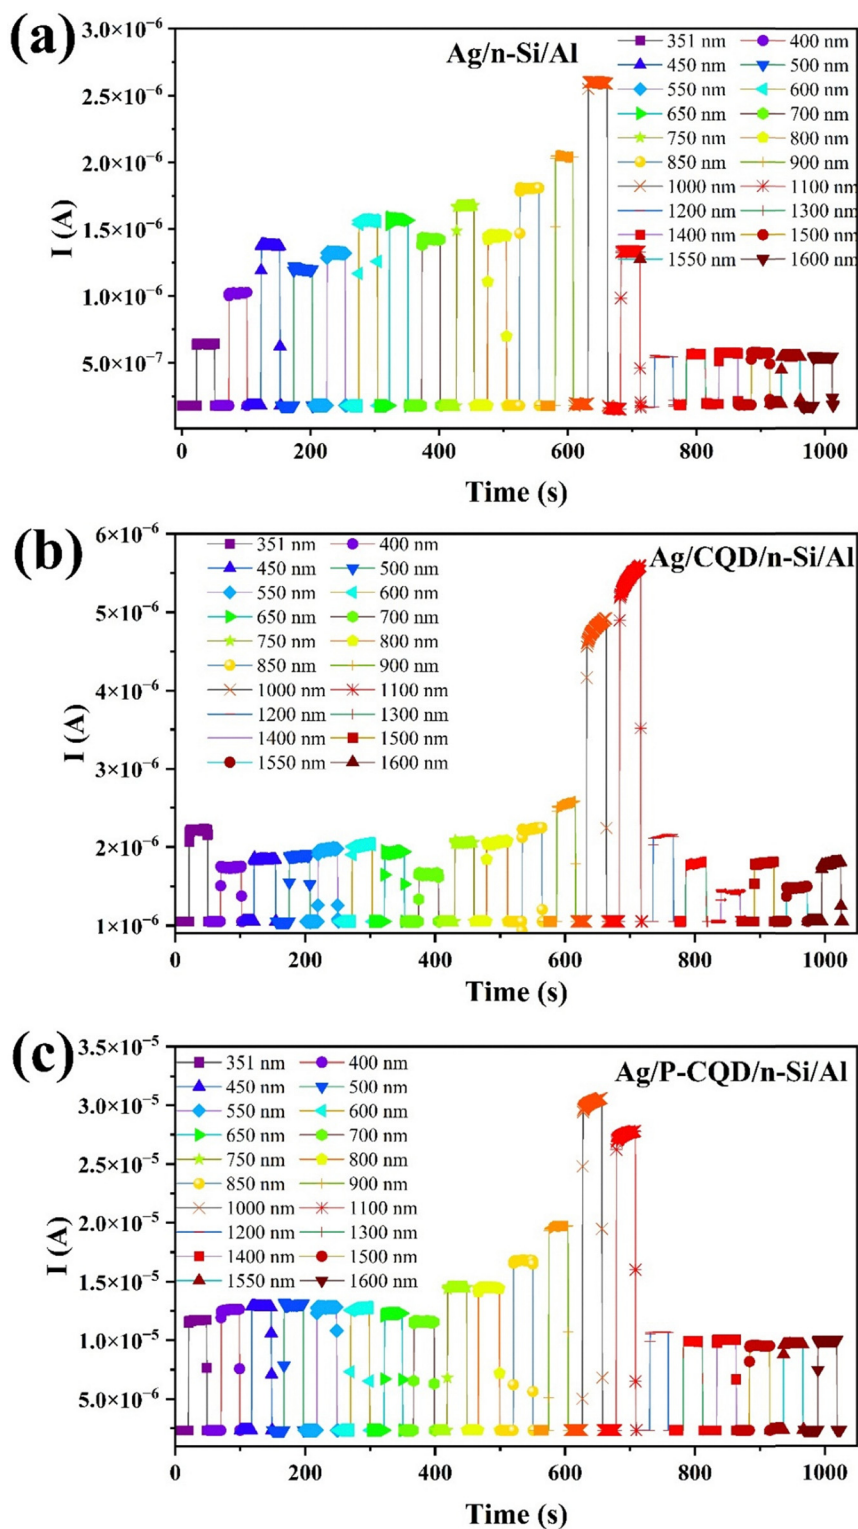 (a)
Ag/n-Si/Al
351 nm 400 nm
450 nm 500 nm
550 nm 600 nm
650 nm 700 nm
750 nm 800 nm
850 nm 900 nm
1000 nm 1100 nm
1200 nm 1300 nm
1400 nm 1500 nm
1550 nm 1600 nm
3.0×10⁻⁶
2.5×10⁻⁶
2.0×10⁻⁶
1.5×10⁻⁶
1.0×10⁻⁶
5.0×10⁻⁷
I (A)
0 200 400 600 800 1000
Time (s)
(b)
Ag/CQD/n-Si/Al
351 nm 400 nm
450 nm 500 nm
550 nm 600 nm
650 nm 700 nm
750 nm 800 nm
850 nm 900 nm
1000 nm 1100 nm
1200 nm 1300 nm
1400 nm 1500 nm
1550 nm 1600 nm
6×10⁻⁶
5×10⁻⁶
4×10⁻⁶
3×10⁻⁶
2×10⁻⁶
1×10⁻⁶
I (A)
0 200 400 600 800 1000
Time (s)
(c)
Ag/P-CQD/n-Si/Al
351 nm 400 nm
450 nm 500 nm
550 nm 600 nm
650 nm 700 nm
750 nm 800 nm
850 nm 900 nm
1000 nm 1100 nm
1200 nm 1300 nm
1400 nm 1500 nm
1550 nm 1600 nm
3.5×10⁻⁵
3.0×10⁻⁵
2.5×10⁻⁵
2.0×10⁻⁵
1.5×10⁻⁵
1.0×10⁻⁵
5.0×10⁻⁶
I (A)
0 200 400 600 800 1000
Time (s)